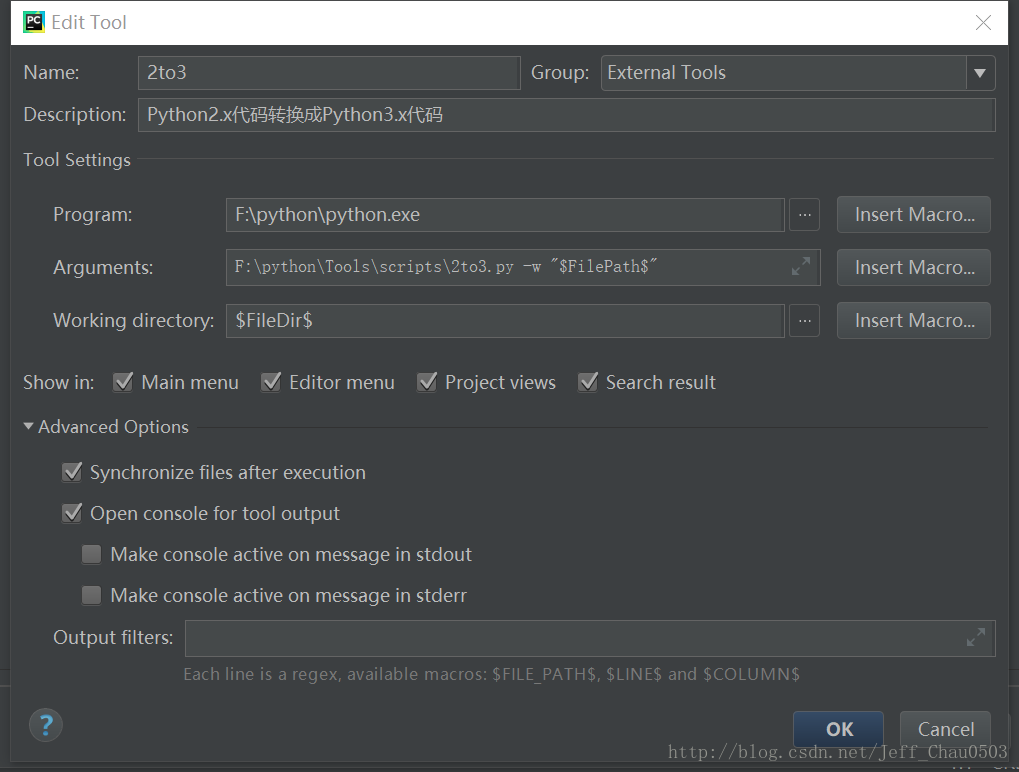 PC Edit Tool
Name: 2to3 Group: External Tools
Description: Python2.x代码转换成Python3.x代码
Tool Settings
Program: F:\python\python.exe ... Insert Macro...
Arguments: F:\python\Tools\scripts\2to3.py -w "$FilePath$" Insert Macro...
Working directory: $FileDir$ ... Insert Macro...
Show in: Main menu Editor menu Project views Search result
Advanced Options
Synchronize files after execution
Open console for tool output
Make console active on message in stdout
Make console active on message in stderr
Output filters:
Each line is a regex, available macros: $FILE_PATH$, $LINE$ and $COLUMN$
? OK Cancel
http://blog.csdn.net/Jeff_Chau0503